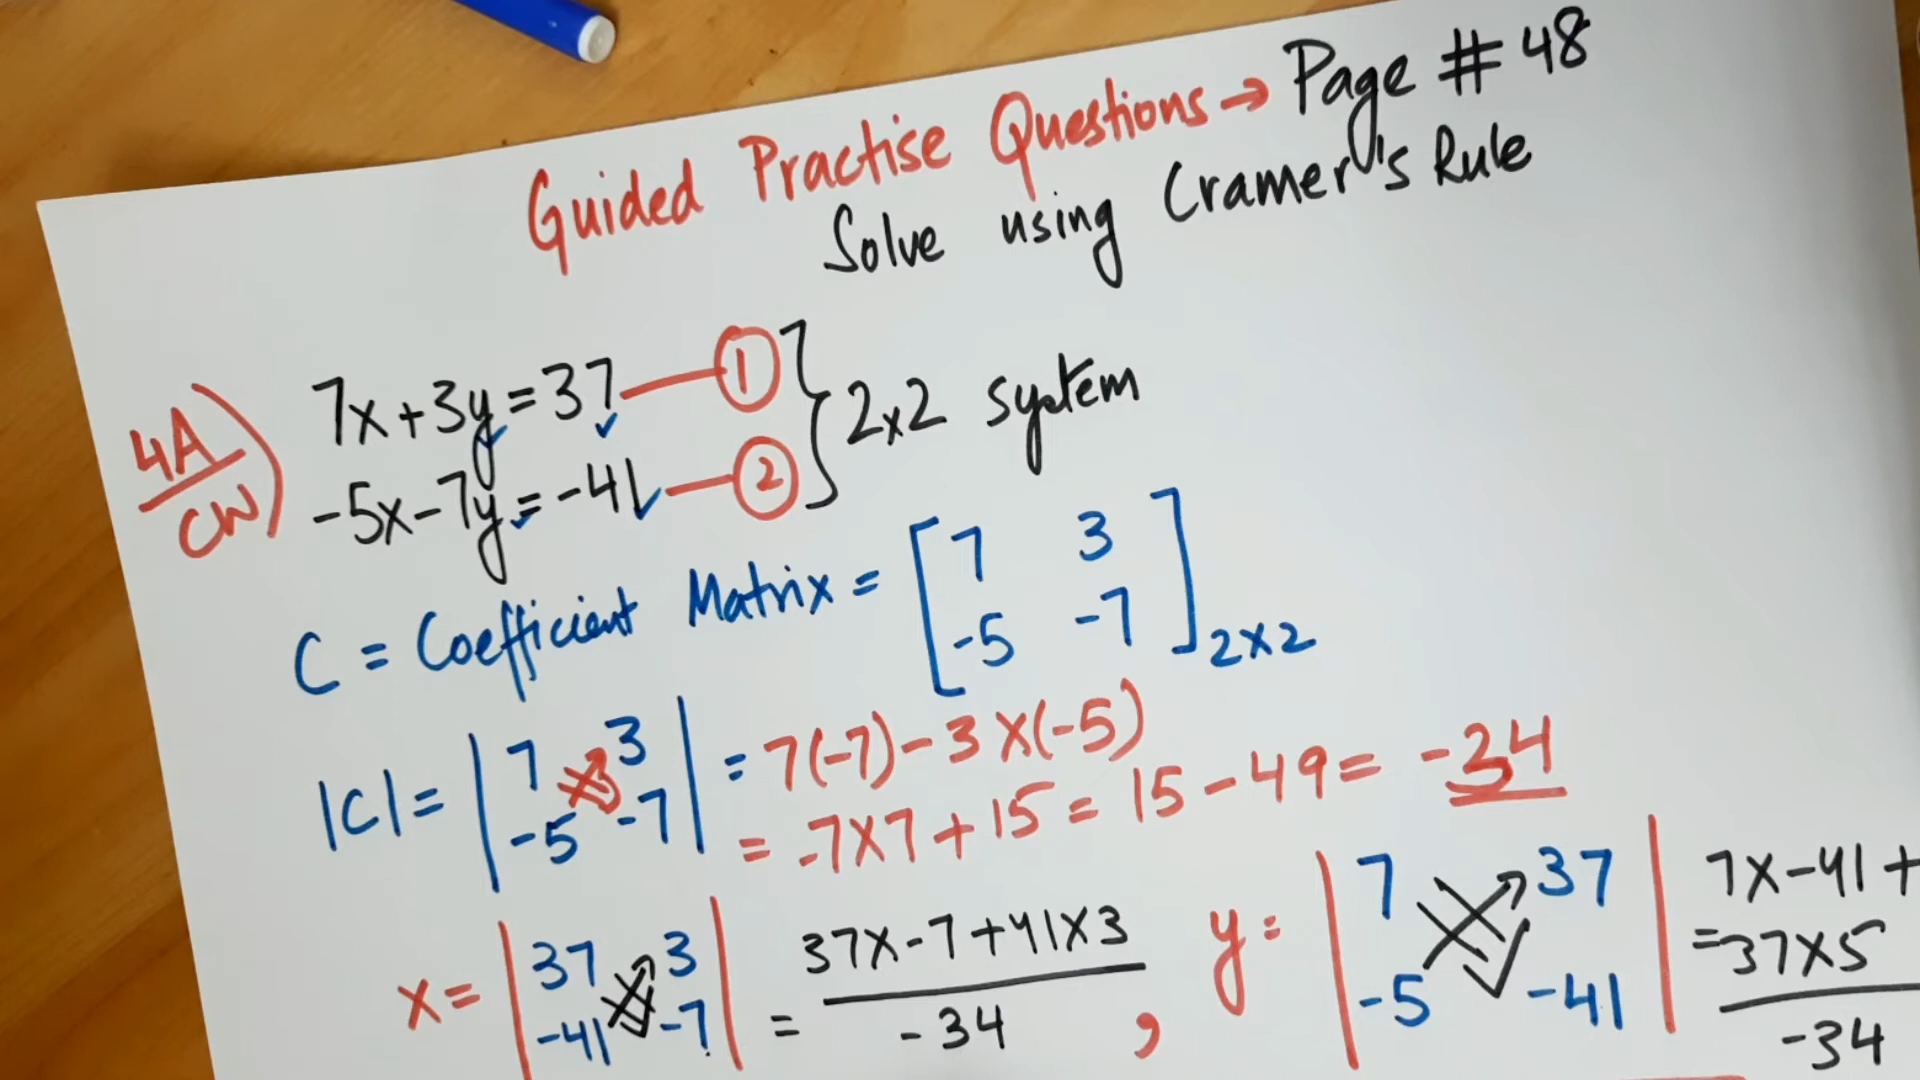 Guided Practise Questions → Page # 48
Solve using Cramer's Rule
4A/CW) 7x+3y=37 — ①
-5x-7y=-41 — ②
2x2 system
C = Coefficient Matrix = [7 3
-5 -7] 2x2
|C| = |7 3
-5 -7| = 7(-7)-3x(-5)
= -7x7+15 = 15-49 = -34
x = |37 3
-41 -7| = 37x-7+41x3
-34
, y = |7 37
-5 -41| = 7x-41+
37x5
-34